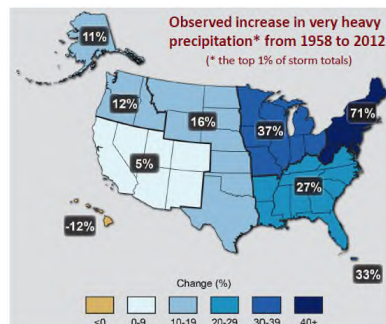 Observed increase in very heavy
precipitation* from 1958 to 2012
(* the top 1% of storm totals)
11%
12%
16%
37%
71%
5%
27%
-12%
33%
Change (%)
<0 0-9 10-19 20-29 30-39 40+